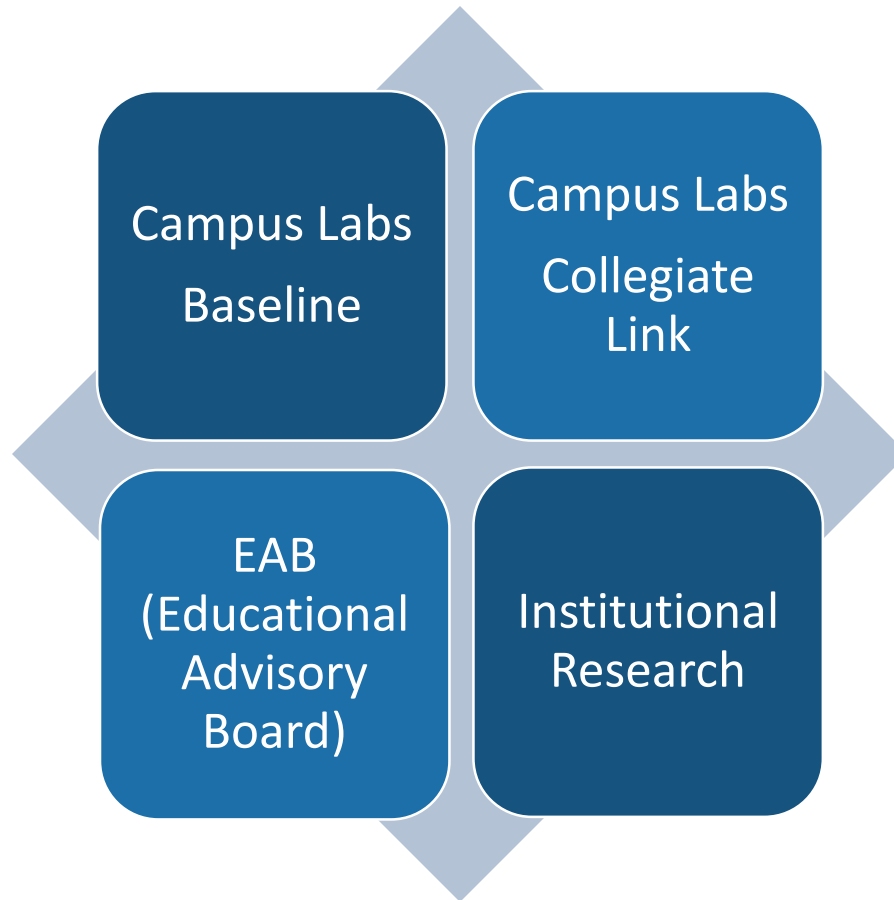 Campus Labs
Baseline
Campus Labs
Collegiate
Link
EAB
(Educational
Advisory
Board)
Institutional
Research